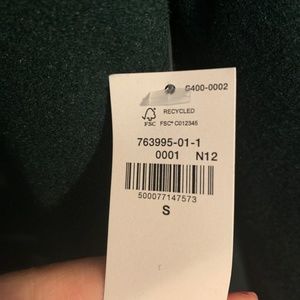 S400-0002
RECYCLED
FSC
FSC® C012345
763995-01-1
0001 N12
500077147573
S